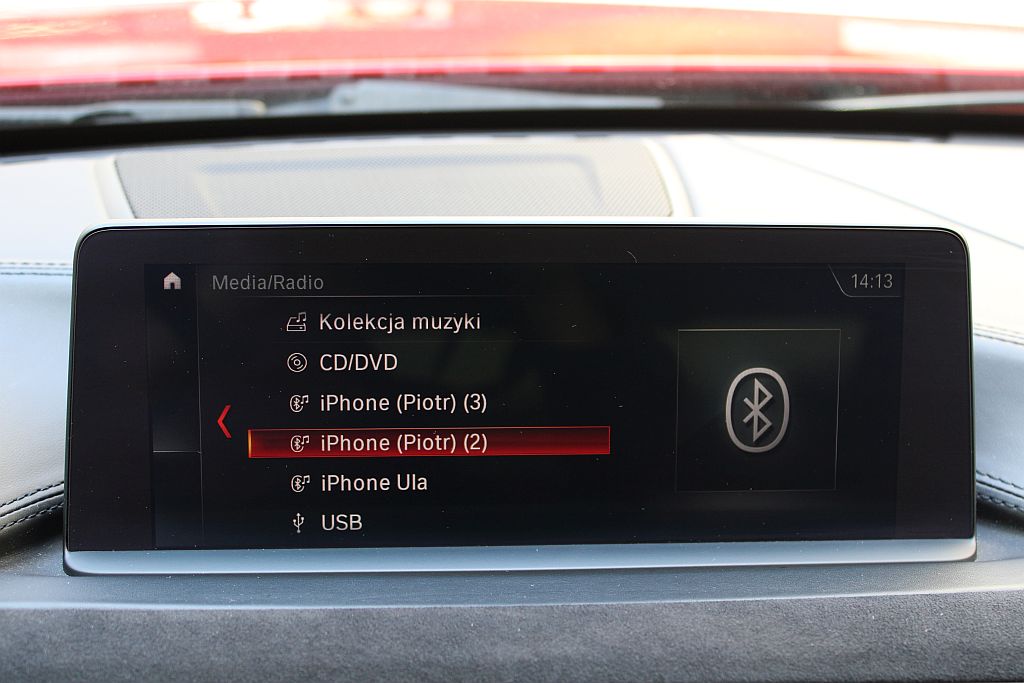 Media/Radio
14:13
Kolekcja muzyki
CD/DVD
iPhone (Piotr) (3)
iPhone (Piotr) (2)
iPhone Ula
USB